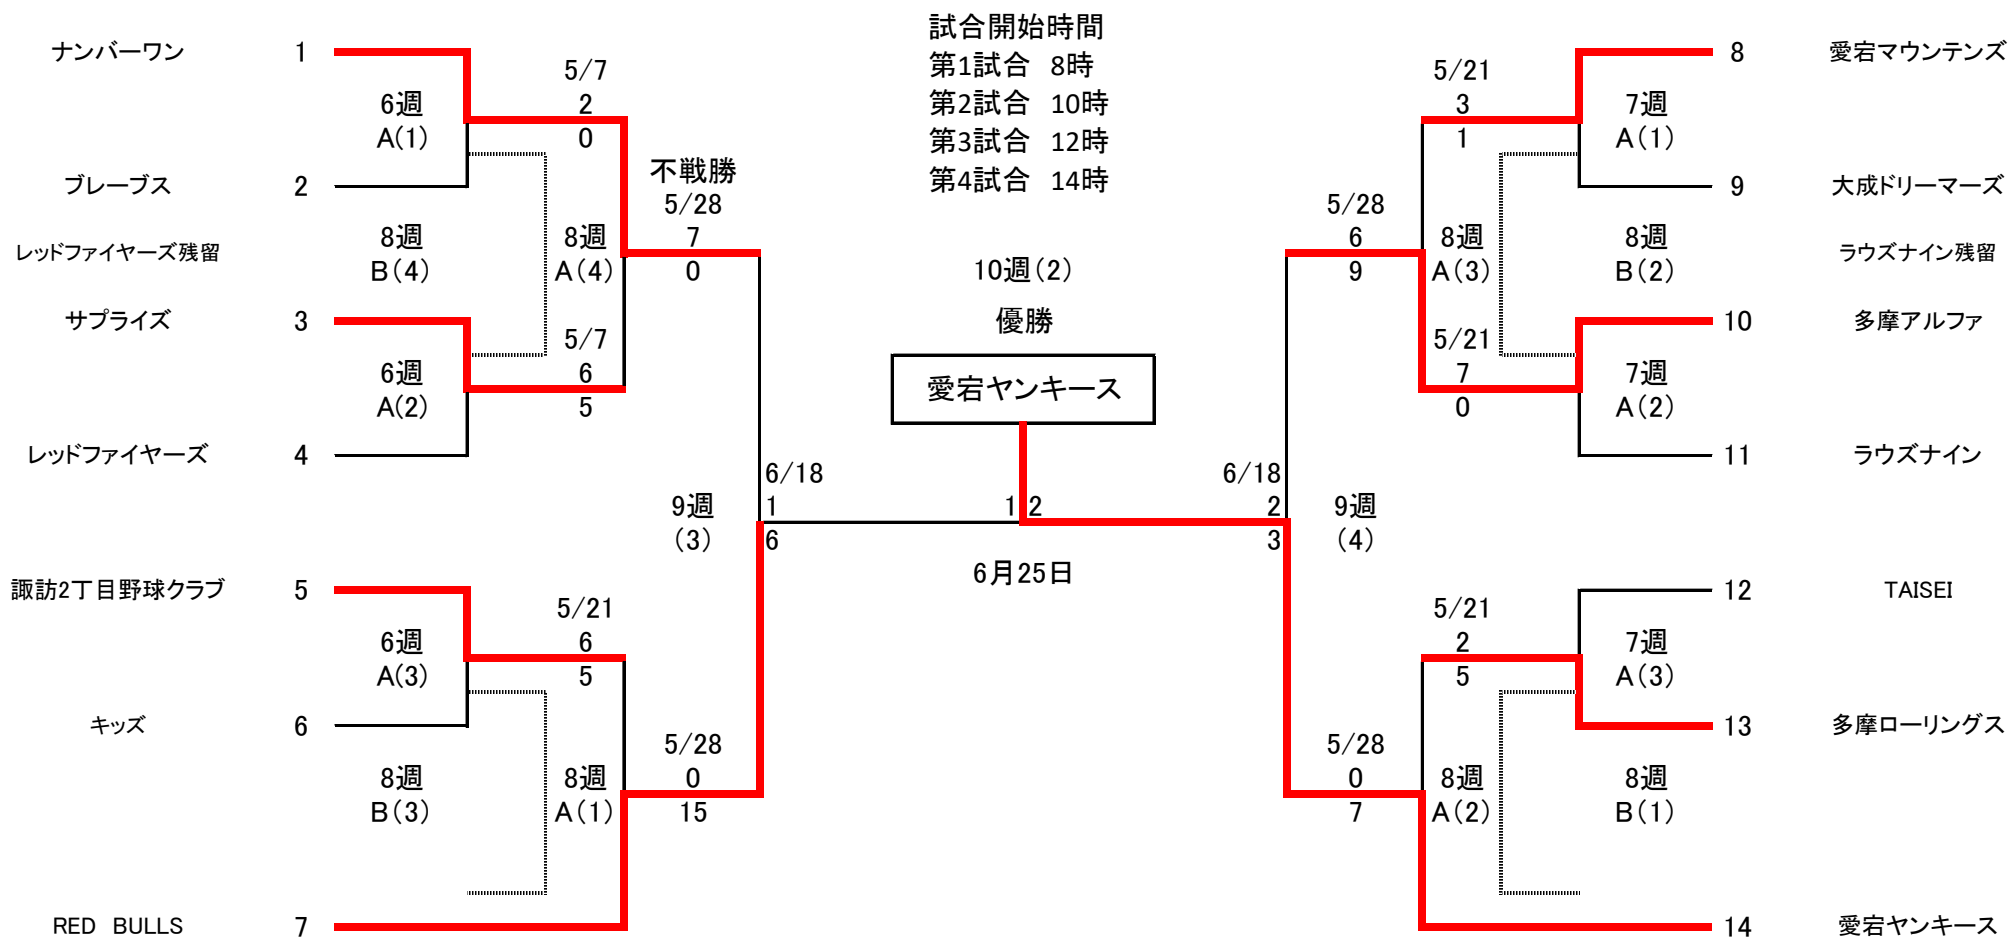 試合開始時間
第1試合 8時
第2試合 10時
第3試合 12時
第4試合 14時
ナンバーワン 1
5/7
6週 2
A(1) 0
不戦勝
ブレーブス 2
5/28
レッドファイヤーズ残留
8週 8週 7
B(4) A(4) 0
サプライズ 3
5/7
6週 6
A(2) 5
レッドファイヤーズ 4
6/18
9週 1
(3) 6
諏訪2丁目野球クラブ 5
5/21
6週 6
A(3) 5
キッズ 6
5/28
8週 8週 0
B(3) A(1) 15
RED BULLS 7
10週(2)
優勝
愛宕ヤンキース
1 2
6月25日
5/21
8 愛宕マウンテンズ
3 7週
1 A(1)
9 大成ドリーマーズ
5/28
ラウズナイン残留
6 8週 8週
9 A(3) B(2)
10 多摩アルファ
5/21
7 7週
0 A(2)
11 ラウズナイン
6/18
2 9週
3 (4)
12 TAISEI
5/21
2 7週
5 A(3)
13 多摩ローリングス
5/28
0 8週 8週
7 A(2) B(1)
14 愛宕ヤンキース